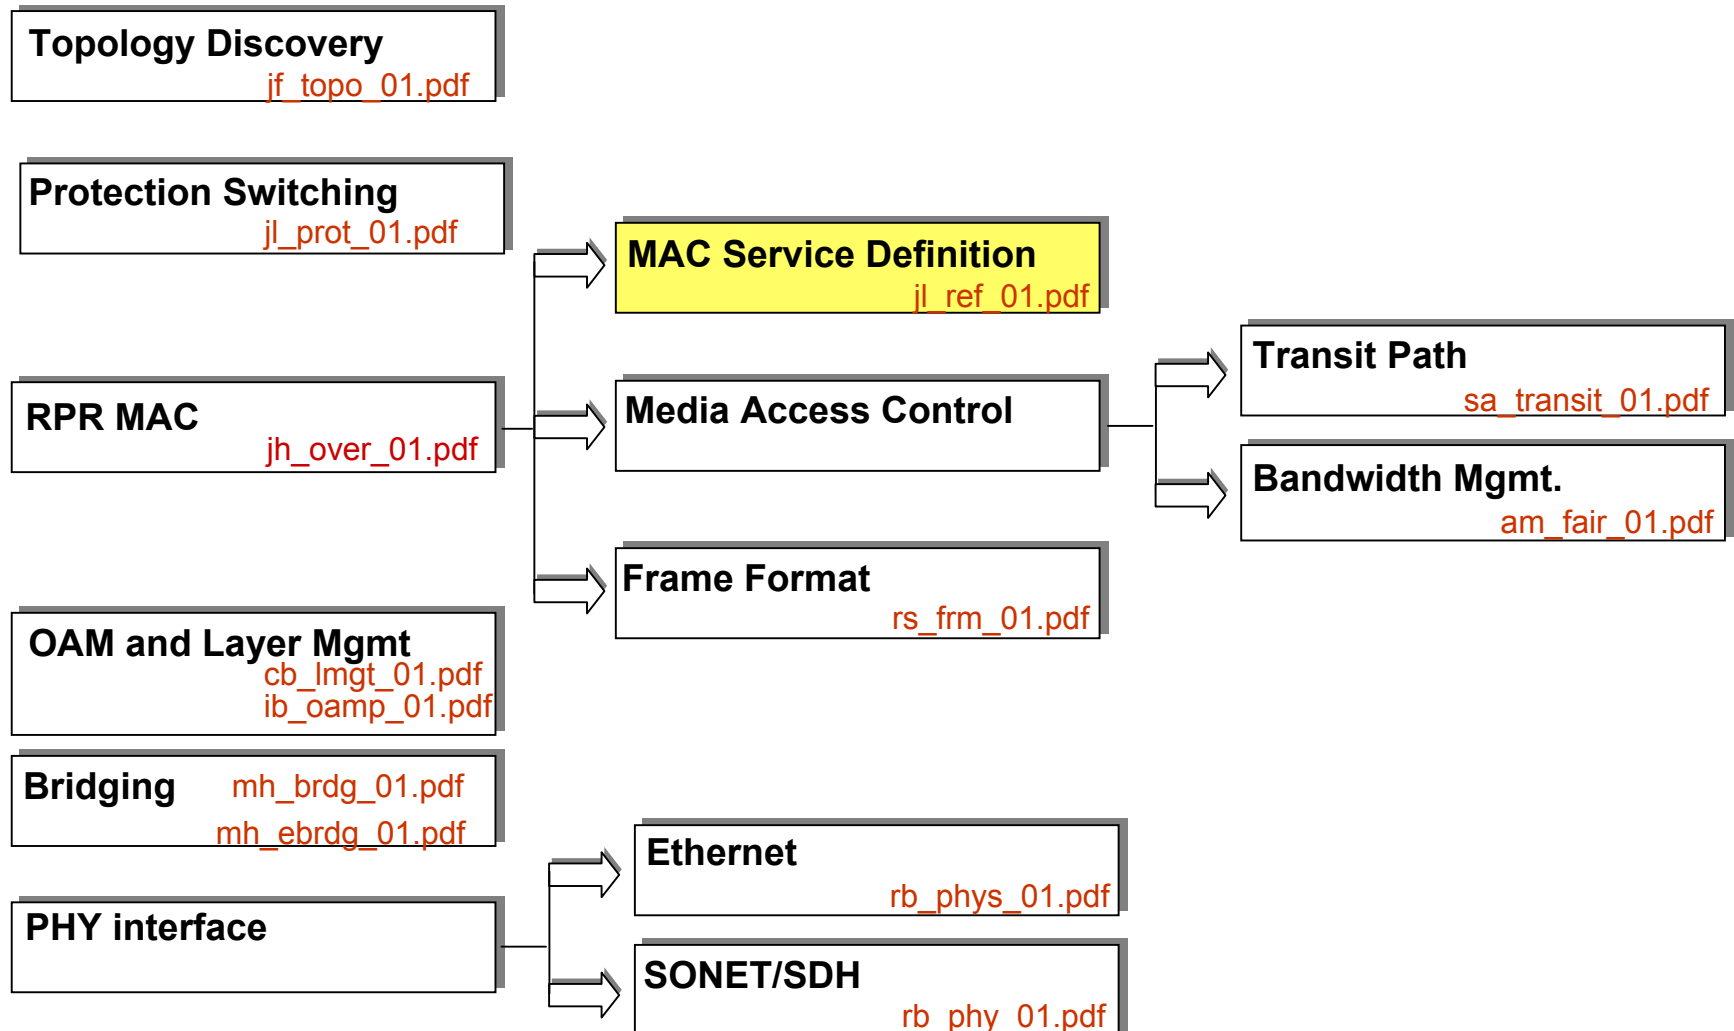 Topology Discovery
jf_topo_01.pdf
Protection Switching
jl_prot_01.pdf
MAC Service Definition
jl_ref_01.pdf
Transit Path
sa_transit_01.pdf
RPR MAC
jh_over_01.pdf
Media Access Control
Bandwidth Mgmt.
am_fair_01.pdf
Frame Format
rs_frm_01.pdf
OAM and Layer Mgmt
cb_lmgt_01.pdf
ib_oamp_01.pdf
Bridging mh_brdg_01.pdf
mh_ebrdg_01.pdf
Ethernet
rb_phys_01.pdf
PHY interface
SONET/SDH
rb_phy_01.pdf